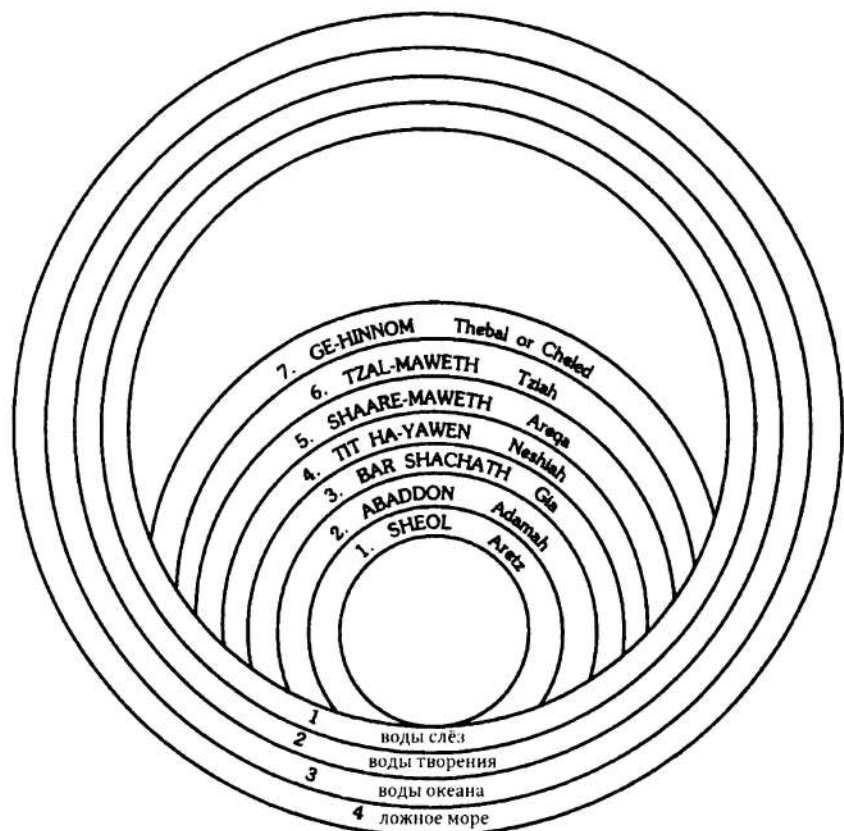 7. GE-HINNOM Thebal or Cheled
6. TZAL-MAWETH Tziah
5. SHAARE-MAWETH Areqa
4. TIT HA-YAWEN Neshiah
3. BAR SHACHATH Gia
2. ABADDON Adamah
1. SHEOL Aretz
1 воды слёз
2 воды творения
3 воды океана
4 ложное море